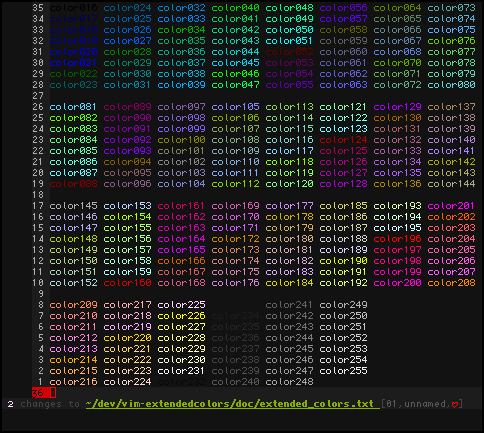 35 color016 color024 color032 color040 color048 color056 color064 color073
34 color017 color025 color033 color041 color049 color057 color065 color074
33 color018 color026 color034 color042 color050 color058 color066 color075
32 color019 color027 color035 color043 color051 color059 color067 color076
31 color020 color028 color036 color044 color052 color060 color069 color077
30 color021 color029 color037 color045 color053 color061 color070 color078
29 color022 color030 color038 color046 color054 color062 color071 color079
28 color023 color031 color039 color047 color055 color063 color072 color080
27
26 color081 color089 color097 color105 color113 color121 color129 color137
25 color082 color090 color098 color106 color114 color122 color130 color138
24 color083 color091 color099 color107 color115 color123 color131 color139
23 color084 color092 color100 color108 color116 color124 color132 color140
22 color085 color093 color101 color109 color117 color125 color133 color141
21 color086 color094 color102 color110 color118 color126 color134 color142
20 color087 color095 color103 color111 color119 color127 color135 color143
19 color088 color096 color104 color112 color120 color128 color136 color144
18
17 color145 color153 color161 color169 color177 color185 color193 color201
16 color146 color154 color162 color170 color178 color186 color194 color202
15 color147 color155 color163 color171 color179 color187 color195 color203
14 color148 color156 color164 color172 color180 color188 color196 color204
13 color149 color157 color165 color173 color181 color189 color197 color205
12 color150 color158 color166 color174 color182 color190 color198 color206
11 color151 color159 color167 color175 color183 color191 color199 color207
10 color152 color160 color168 color176 color184 color192 color200 color208
9
8 color209 color217 color225 color241 color249
7 color210 color218 color226 color234 color242 color250
6 color211 color219 color227 color235 color243 color251
5 color212 color220 color228 color236 color244 color252
4 color213 color221 color229 color237 color245 color253
3 color214 color222 color230 color238 color246 color254
2 color215 color223 color231 color239 color247 color255
1 color216 color224 color232 color240 color248
36
2 changes to ~/dev/vim-extendedcolors/doc/extended_colors.txt [01,unnamed,❤]